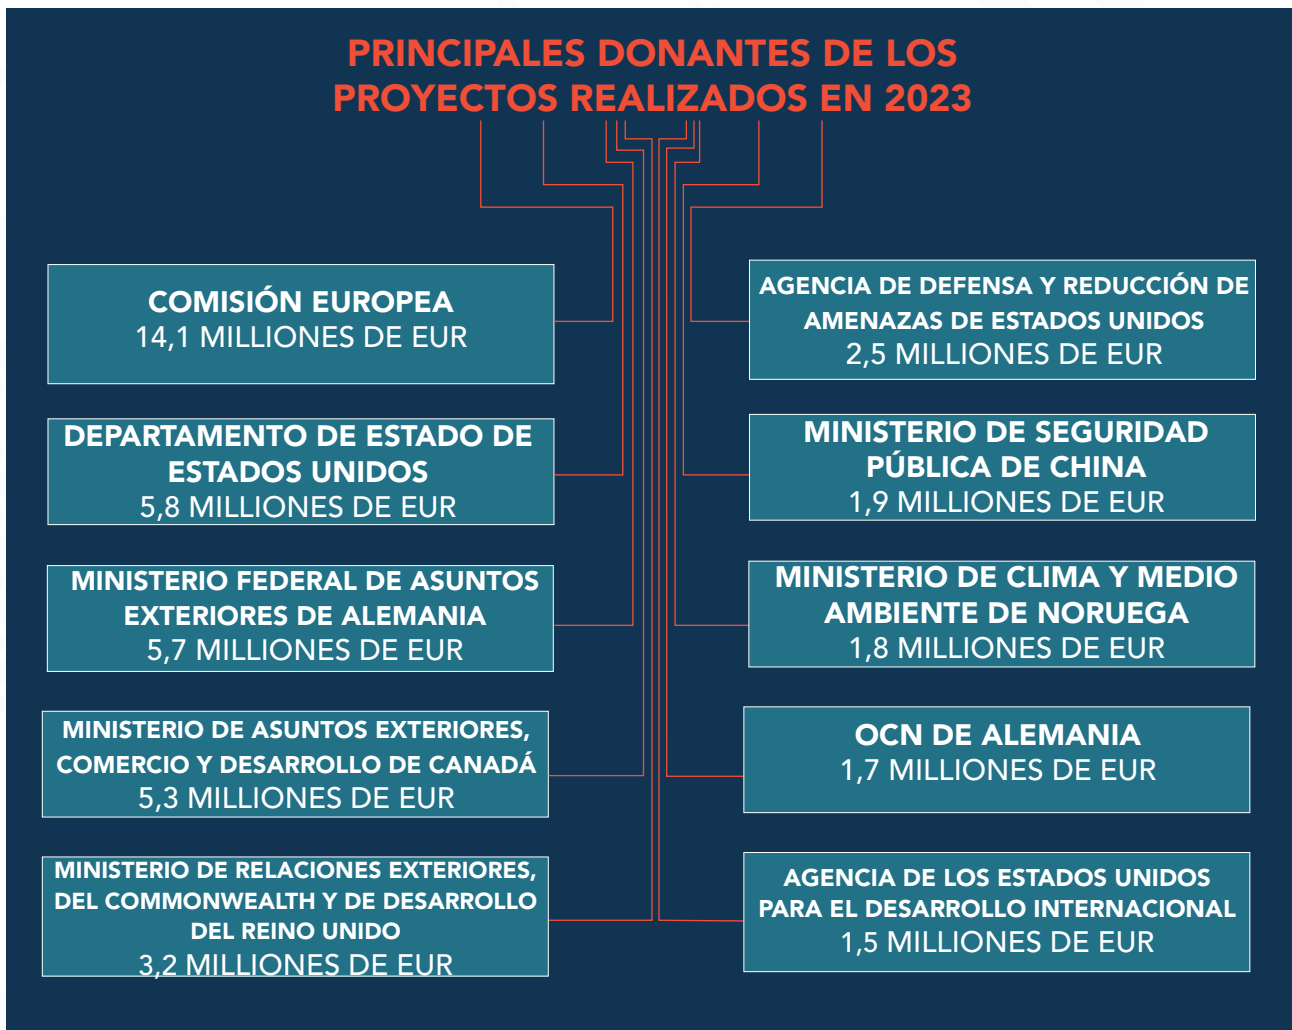 PRINCIPALES DONANTES DE LOS
PROYECTOS REALIZADOS EN 2023
COMISIÓN EUROPEA
14,1 MILLIONES DE EUR
DEPARTAMENTO DE ESTADO DE
ESTADOS UNIDOS
5,8 MILLIONES DE EUR
MINISTERIO FEDERAL DE ASUNTOS
EXTERIORES DE ALEMANIA
5,7 MILLIONES DE EUR
MINISTERIO DE ASUNTOS EXTERIORES,
COMERCIO Y DESARROLLO DE CANADÁ
5,3 MILLIONES DE EUR
MINISTERIO DE RELACIONES EXTERIORES,
DEL COMMONWEALTH Y DE DESARROLLO
DEL REINO UNIDO
3,2 MILLIONES DE EUR
AGENCIA DE DEFENSA Y REDUCCIÓN DE
AMENAZAS DE ESTADOS UNIDOS
2,5 MILLIONES DE EUR
MINISTERIO DE SEGURIDAD
PÚBLICA DE CHINA
1,9 MILLIONES DE EUR
MINISTERIO DE CLIMA Y MEDIO
AMBIENTE DE NORUEGA
1,8 MILLIONES DE EUR
OCN DE ALEMANIA
1,7 MILLIONES DE EUR
AGENCIA DE LOS ESTADOS UNIDOS
PARA EL DESARROLLO INTERNACIONAL
1,5 MILLIONES DE EUR